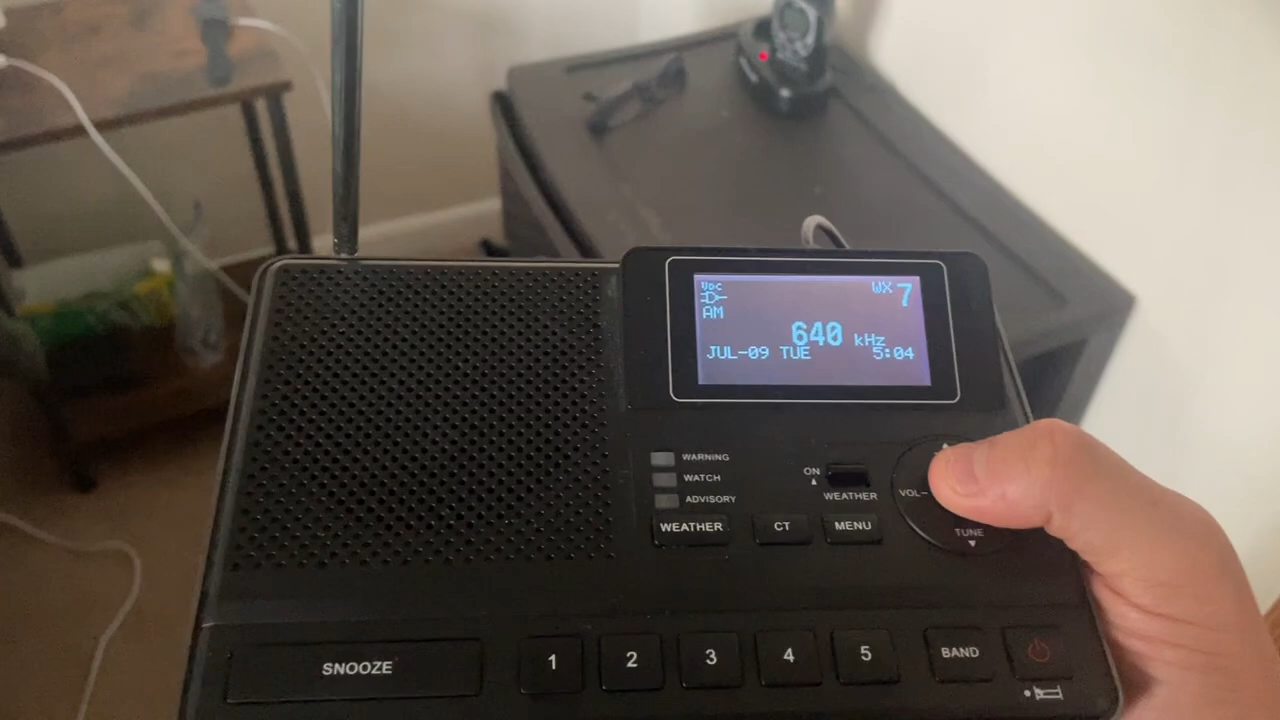 Voc
WX 7
AM
640 kHz
JUL-09 TUE 5:04
WARNING
WATCH
ADVISORY
ON
WEATHER
VOL-
TUNE
WEATHER
CT
MENU
SNOOZE
1
2
3
4
5
BAND